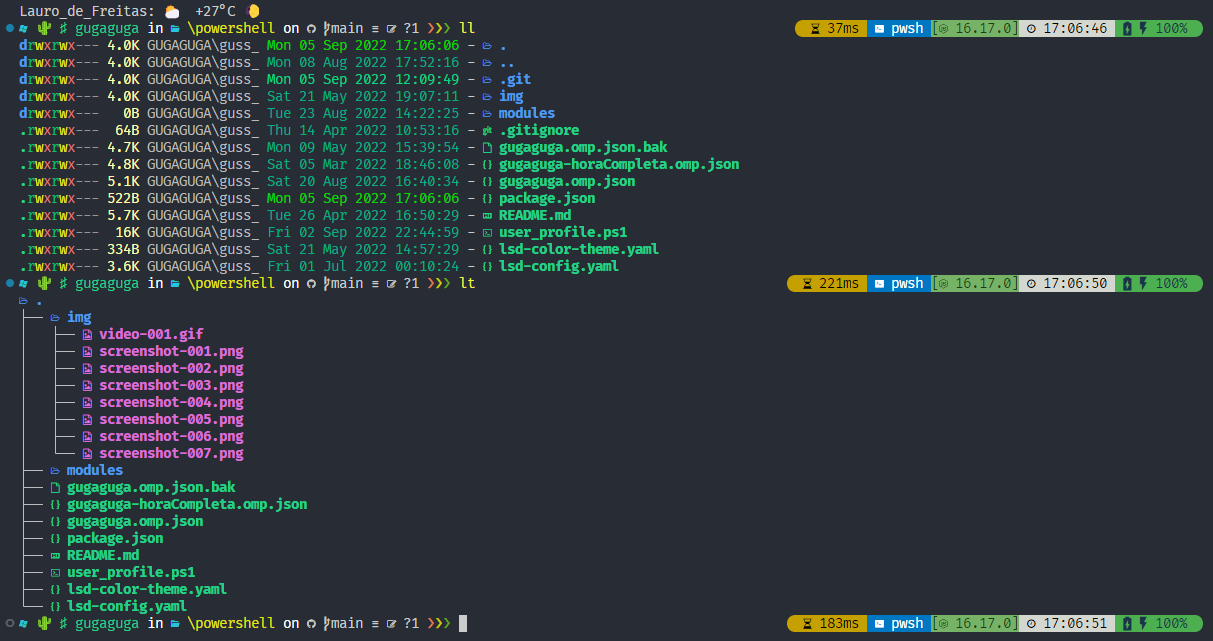 Lauro_de_Freitas: ⛅ +27°C 🌔
gugaguga in \powershell on main ≡ ?1 ❯❯❯ ll 37ms pwsh [16.17.0] 17:06:46 100%
drwxrwx--- 4.0K GUGAGUGA\guss_ Mon 05 Sep 2022 17:06:06 - .
drwxrwx--- 4.0K GUGAGUGA\guss_ Mon 08 Aug 2022 17:52:16 - ..
drwxrwx--- 4.0K GUGAGUGA\guss_ Mon 05 Sep 2022 12:09:49 - .git
drwxrwx--- 4.0K GUGAGUGA\guss_ Sat 21 May 2022 19:07:11 - img
drwxrwx--- 0B GUGAGUGA\guss_ Tue 23 Aug 2022 14:22:25 - modules
.rwxrwx--- 64B GUGAGUGA\guss_ Thu 14 Apr 2022 10:53:16 - .gitignore
.rwxrwx--- 4.7K GUGAGUGA\guss_ Mon 09 May 2022 15:39:54 - gugaguga.omp.json.bak
.rwxrwx--- 4.8K GUGAGUGA\guss_ Sat 05 Mar 2022 18:46:08 - {} gugaguga-horaCompleta.omp.json
.rwxrwx--- 5.1K GUGAGUGA\guss_ Sat 20 Aug 2022 16:40:34 - {} gugaguga.omp.json
.rwxrwx--- 522B GUGAGUGA\guss_ Mon 05 Sep 2022 17:06:06 - {} package.json
.rwxrwx--- 5.7K GUGAGUGA\guss_ Tue 26 Apr 2022 16:50:29 - README.md
.rwxrwx--- 16K GUGAGUGA\guss_ Fri 02 Sep 2022 22:44:59 - user_profile.ps1
.rwxrwx--- 334B GUGAGUGA\guss_ Sat 21 May 2022 14:57:29 - {} lsd-color-theme.yaml
.rwxrwx--- 3.6K GUGAGUGA\guss_ Fri 01 Jul 2022 00:10:24 - {} lsd-config.yaml
gugaguga in \powershell on main ≡ ?1 ❯❯❯ lt 221ms pwsh [16.17.0] 17:06:50 100%
.
├── img
│ ├── video-001.gif
│ ├── screenshot-001.png
│ ├── screenshot-002.png
│ ├── screenshot-003.png
│ ├── screenshot-004.png
│ ├── screenshot-005.png
│ ├── screenshot-006.png
│ └── screenshot-007.png
├── modules
├── gugaguga.omp.json.bak
├── {} gugaguga-horaCompleta.omp.json
├── {} gugaguga.omp.json
├── {} package.json
├── README.md
├── user_profile.ps1
├── {} lsd-color-theme.yaml
└── {} lsd-config.yaml
gugaguga in \powershell on main ≡ ?1 ❯❯❯ 183ms pwsh [16.17.0] 17:06:51 100%